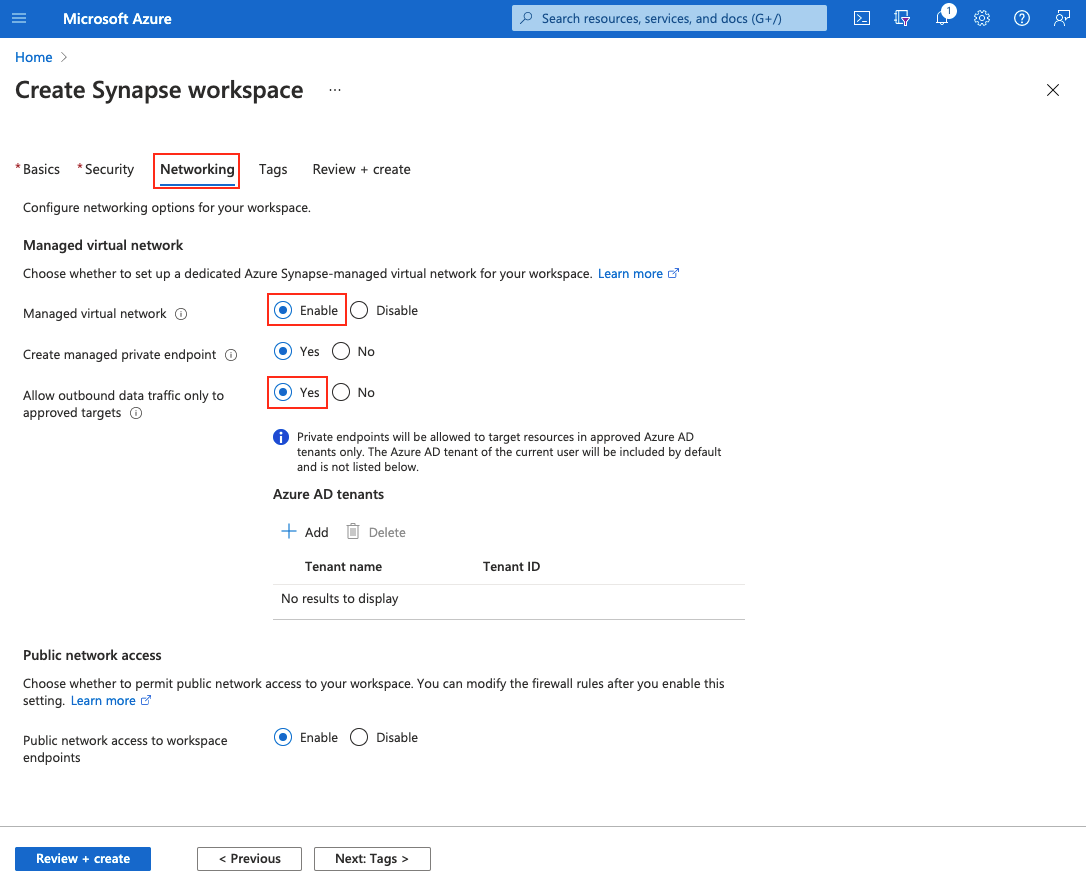 Microsoft Azure
Search resources, services, and docs (G+/)
1
Home
Create Synapse workspace
...
* Basics * Security Networking Tags Review + create
Configure networking options for your workspace.
Managed virtual network
Choose whether to set up a dedicated Azure Synapse-managed virtual network for your workspace. Learn more
Managed virtual network Enable Disable
Create managed private endpoint Yes No
Allow outbound data traffic only to
approved targets
Yes No
Private endpoints will be allowed to target resources in approved Azure AD
tenants only. The Azure AD tenant of the current user will be included by default
and is not listed below.
Azure AD tenants
Add Delete
Tenant name Tenant ID
No results to display
Public network access
Choose whether to permit public network access to your workspace. You can modify the firewall rules after you enable this
setting. Learn more
Public network access to workspace
endpoints
Enable Disable
Review + create < Previous Next: Tags >